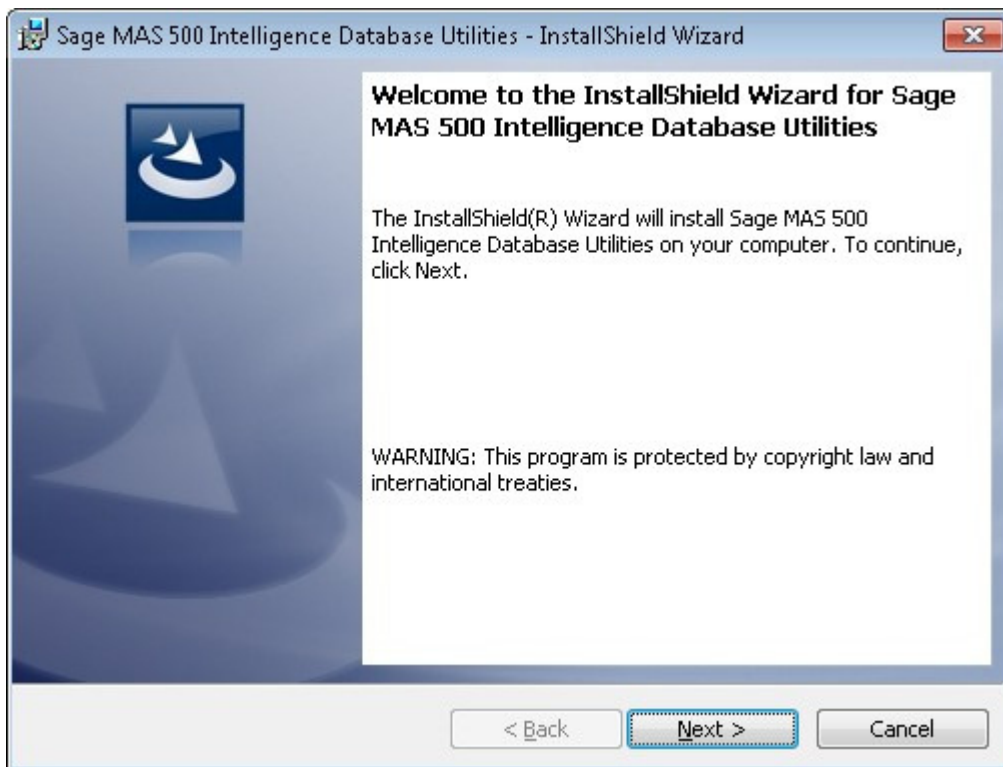 Sage MAS 500 Intelligence Database Utilities - InstallShield Wizard
Welcome to the InstallShield Wizard for Sage
MAS 500 Intelligence Database Utilities
The InstallShield(R) Wizard will install Sage MAS 500
Intelligence Database Utilities on your computer. To continue,
click Next.
WARNING: This program is protected by copyright law and
international treaties.
< Back
Next >
Cancel